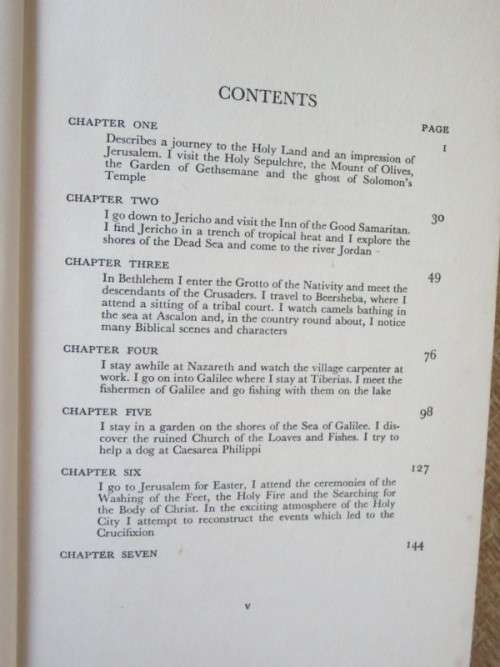 CONTENTS
CHAPTER ONE PAGE
Describes a journey to the Holy Land and an impression of 1
Jerusalem. I visit the Holy Sepulchre, the Mount of Olives,
the Garden of Gethsemane and the ghost of Solomon's
Temple
CHAPTER TWO 30
I go down to Jericho and visit the Inn of the Good Samaritan.
I find Jericho in a trench of tropical heat and I explore the
shores of the Dead Sea and come to the river Jordan
CHAPTER THREE 49
In Bethlehem I enter the Grotto of the Nativity and meet the
descendants of the Crusaders. I travel to Beersheba, where I
attend a sitting of a tribal court. I watch camels bathing in
the sea at Ascalon and, in the country round about, I notice
many Biblical scenes and characters
CHAPTER FOUR 76
I stay awhile at Nazareth and watch the village carpenter at
work. I go on into Galilee where I stay at Tiberias. I meet the
fishermen of Galilee and go fishing with them on the lake
CHAPTER FIVE 98
I stay in a garden on the shores of the Sea of Galilee. I dis-
cover the ruined Church of the Loaves and Fishes. I try to
help a dog at Caesarea Philippi
CHAPTER SIX 127
I go to Jerusalem for Easter, I attend the ceremonies of the
Washing of the Feet, the Holy Fire and the Searching for
the Body of Christ. In the exciting atmosphere of the Holy
City I attempt to reconstruct the events which led to the
Crucifixion
CHAPTER SEVEN 144
v